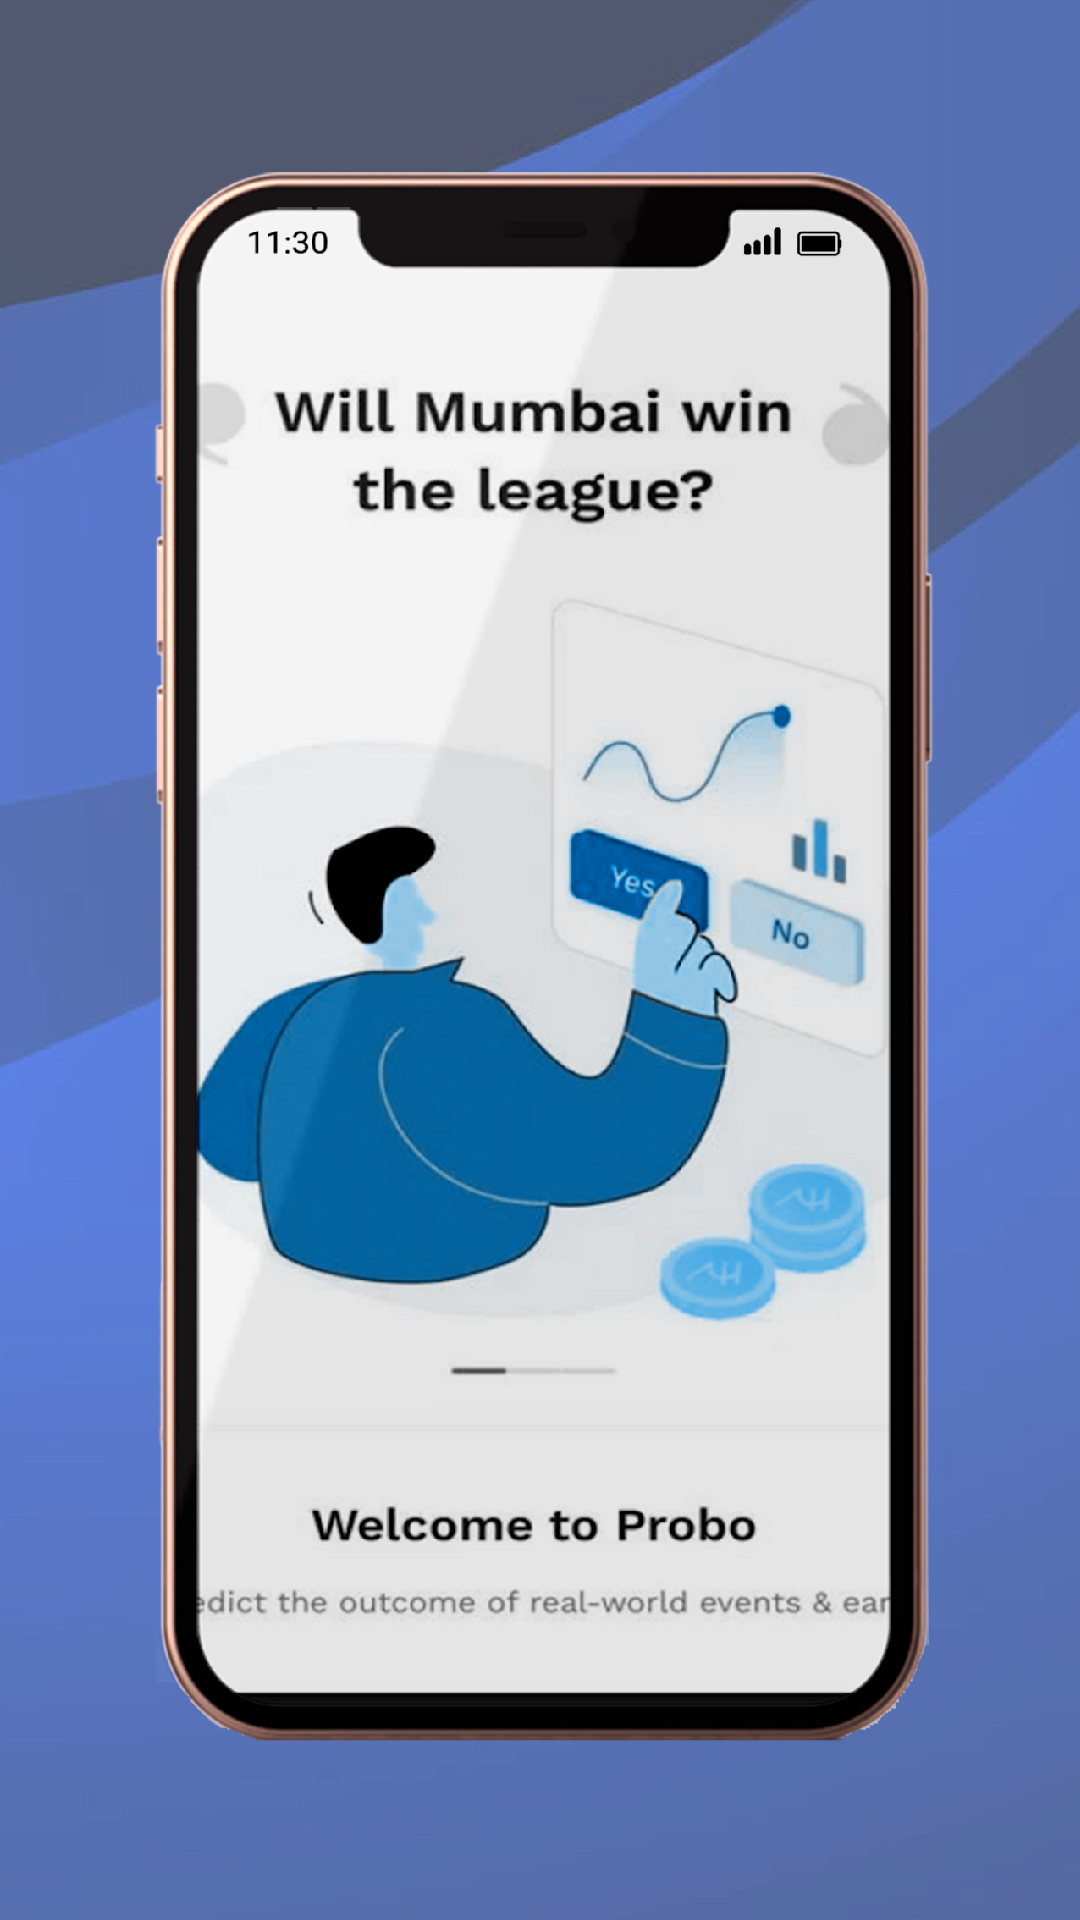 11:30
Will Mumbai win
the league?
Yes
No
Welcome to Probo
edict the outcome of real-world events & ear